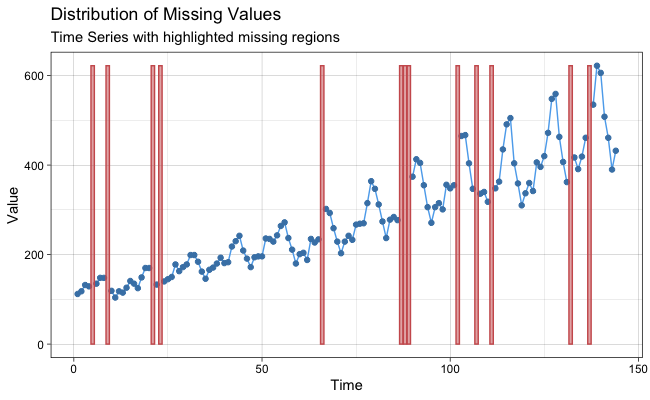 Distribution of Missing Values
Time Series with highlighted missing regions
600
400
200
0
Value
0 50 100 150
Time